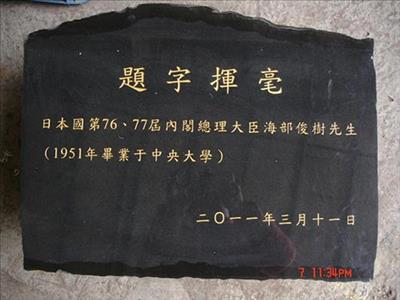 題字揮毫
日本國第76、77屆內閣總理大臣海部俊樹先生
（1951年畢業于中央大學）
二〇一一年三月十一日
7 11:34PM